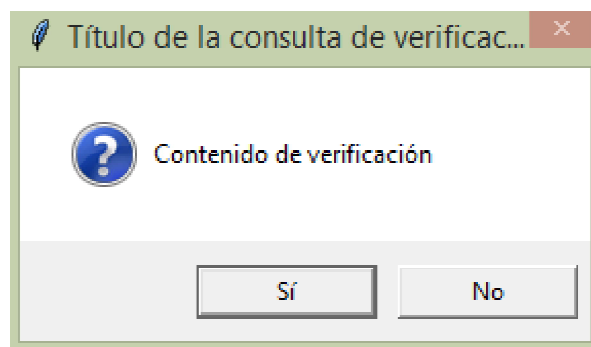 Título de la consulta de verificac...
Contenido de verificación
Sí
No